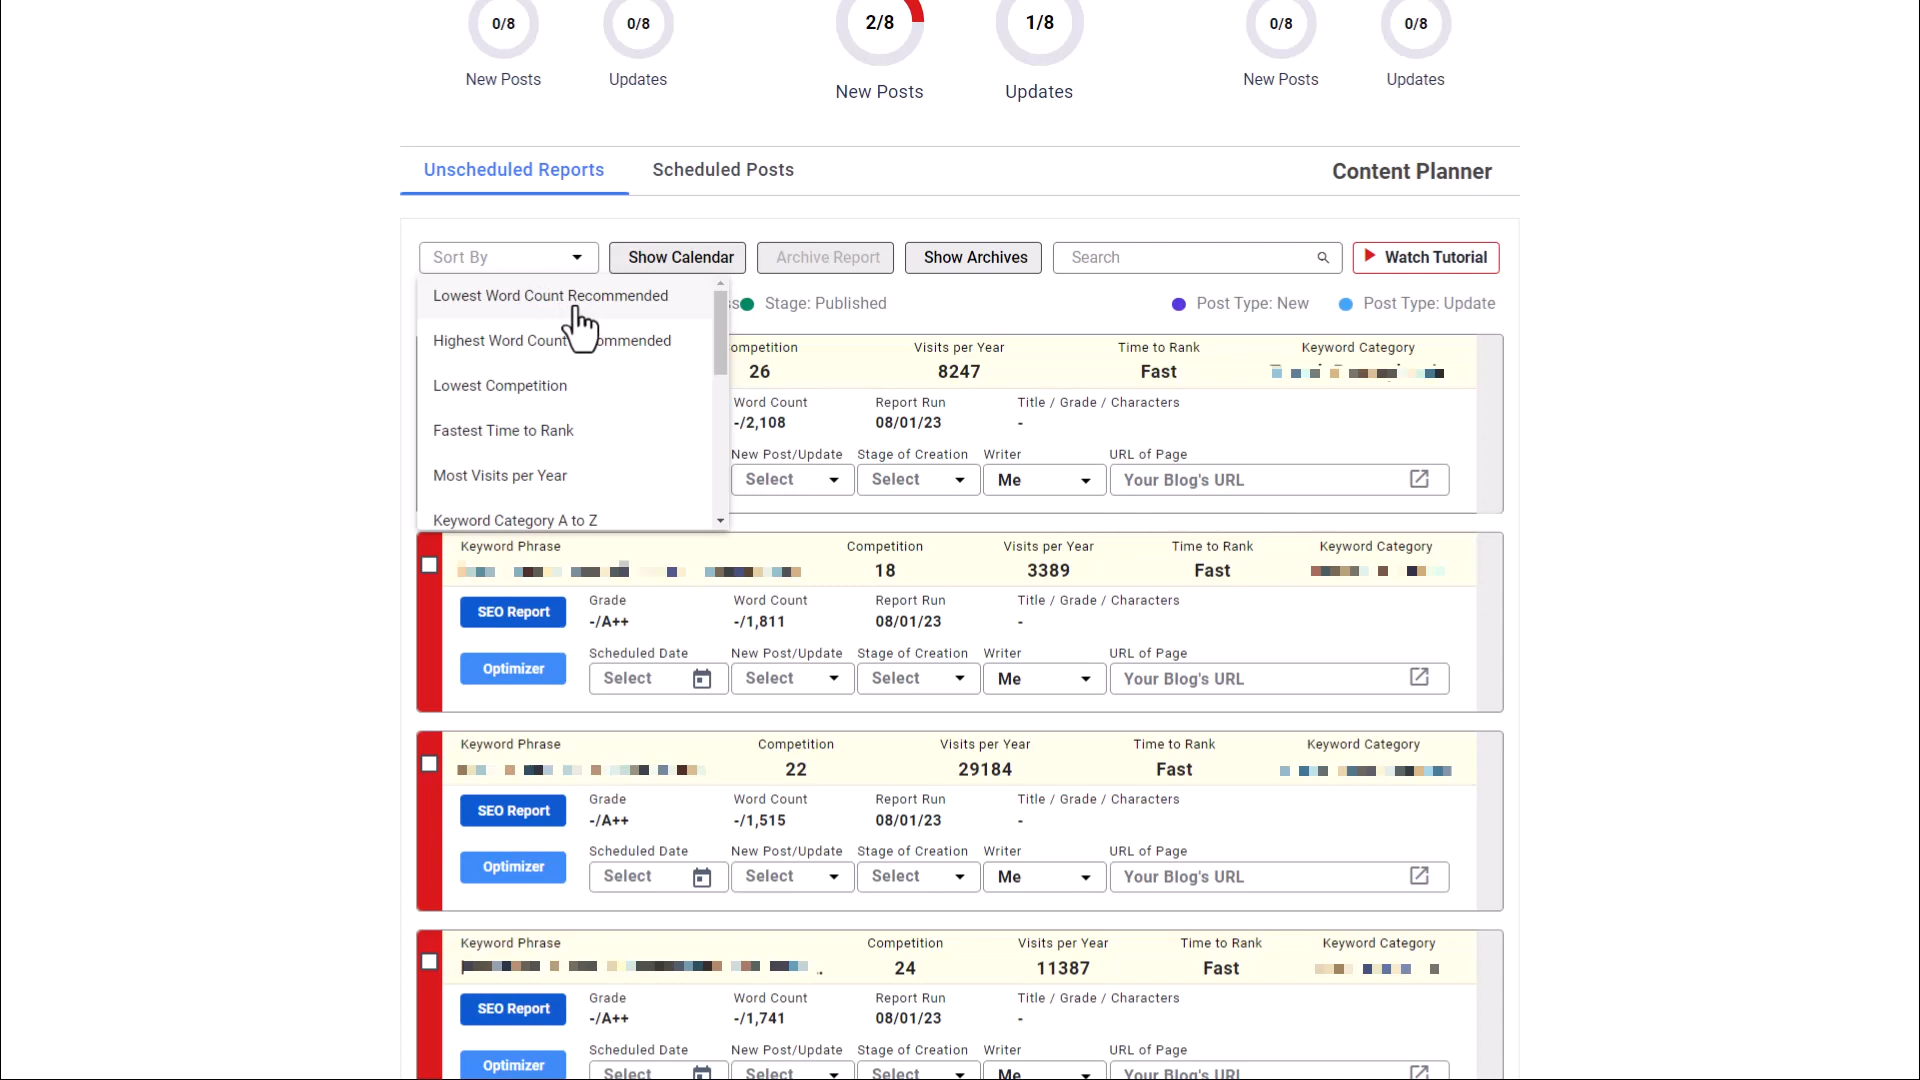 0/8 0/8 2/8 1/8 0/8 0/8
New Posts Updates New Posts Updates New Posts Updates
Unscheduled Reports Scheduled Posts Content Planner
Sort By Show Calendar Archive Report Show Archives Search Watch Tutorial
Lowest Word Count Recommended
Stage: Published Post Type: New Post Type: Update
Highest Word Count
Lowest Competition
Fastest Time to Rank
Most Visits per Year
Keyword Category A to Z
Visits per Year Time to Rank Keyword Category
26 8247 Fast
Word Count Report Run Title / Grade / Characters
-/2,108 08/01/23 -
New Post/Update Stage of Creation Writer URL of Page
Select Select Me Your Blog's URL
Keyword Phrase Competition Visits per Year Time to Rank Keyword Category
18 3389 Fast
SEO Report Grade Word Count Report Run Title / Grade / Characters
-/A++ -/1,811 08/01/23 -
Optimizer Scheduled Date New Post/Update Stage of Creation Writer URL of Page
Select Select Select Me Your Blog's URL
Keyword Phrase Competition Visits per Year Time to Rank Keyword Category
22 29184 Fast
SEO Report Grade Word Count Report Run Title / Grade / Characters
-/A++ -/1,515 08/01/23 -
Optimizer Scheduled Date New Post/Update Stage of Creation Writer URL of Page
Select Select Select Me Your Blog's URL
Keyword Phrase Competition Visits per Year Time to Rank Keyword Category
24 11387 Fast
SEO Report Grade Word Count Report Run Title / Grade / Characters
-/A++ -/1,741 08/01/23 -
Optimizer Scheduled Date New Post/Update Stage of Creation Writer URL of Page
Select Select Select Me Your Blog's URL